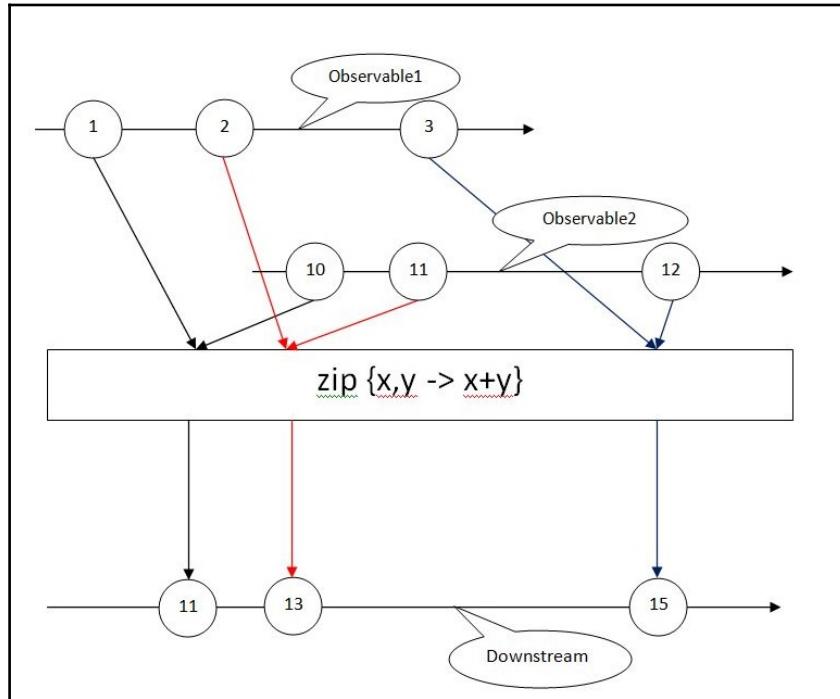 Observable1
1
2
3
Observable2
10
11
12
zip {x,y -> x+y}
11
13
15
Downstream